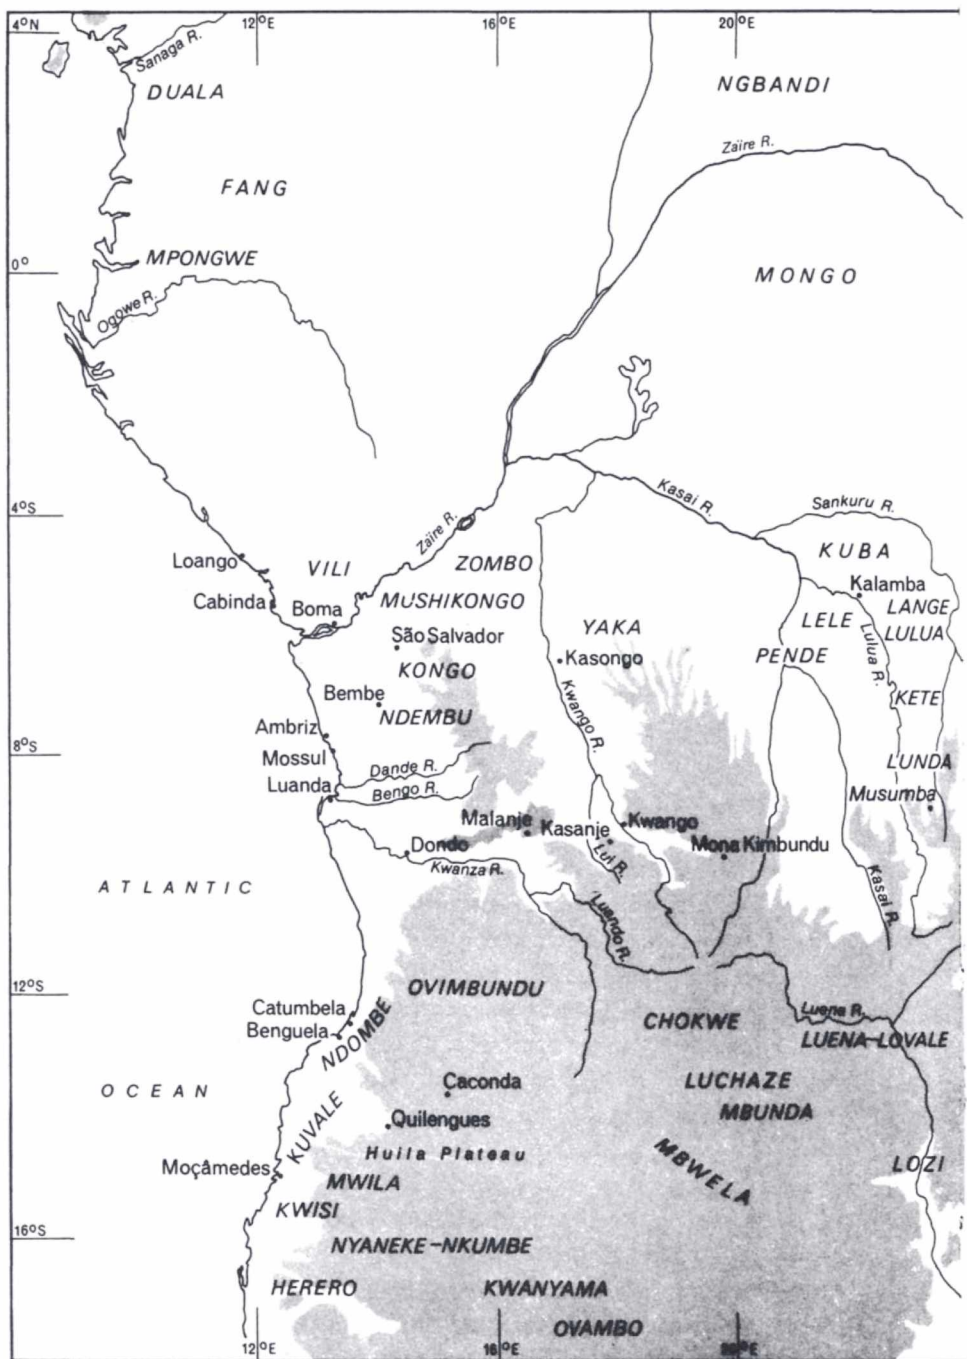 4°N
12°E
16°E
20°E
Sanaga R.
DUALA
NGBANDI
Zaïre R.
FANG
MPONGWE
0°
MONGO
Ogowe R.
4°S
Kasai R.
Sankuru R.
Zaïre R.
KUBA
Loango
VILI
ZOMBO
Kalamba
Cabinda
Boma
MUSHIKONGO
LANGE
LELE
LULUA
São Salvador
YAKA
Lulua R.
KONGO
Kasongo
PENDE
Bembe
NDEMBU
Kwango R.
KETE
Ambriz
8°S
Mossul
Dande R.
LUNDA
Luanda
Bengo R.
Musumba
Malanje
Kasanje
Kwango
Dondo
Lui R.
Mona Kimbundu
Kwanza R.
Kasai R.
ATLANTIC
Luando R.
12°S
OVIMBUNDU
Catumbela
Luena R.
Benguela
NDOMBE
CHOKWE
LUENA-LOVALE
OCEAN
Caconda
LUCHAZE
KUVALE
Quilengues
MBUNDA
Huila Plateau
MBWELA
Moçâmedes
LOZI
MWILA
KWISI
16°S
NYANEKE-NKUMBE
HERERO
KWANYAMA
OVAMBO
12°E
16°E
20°E